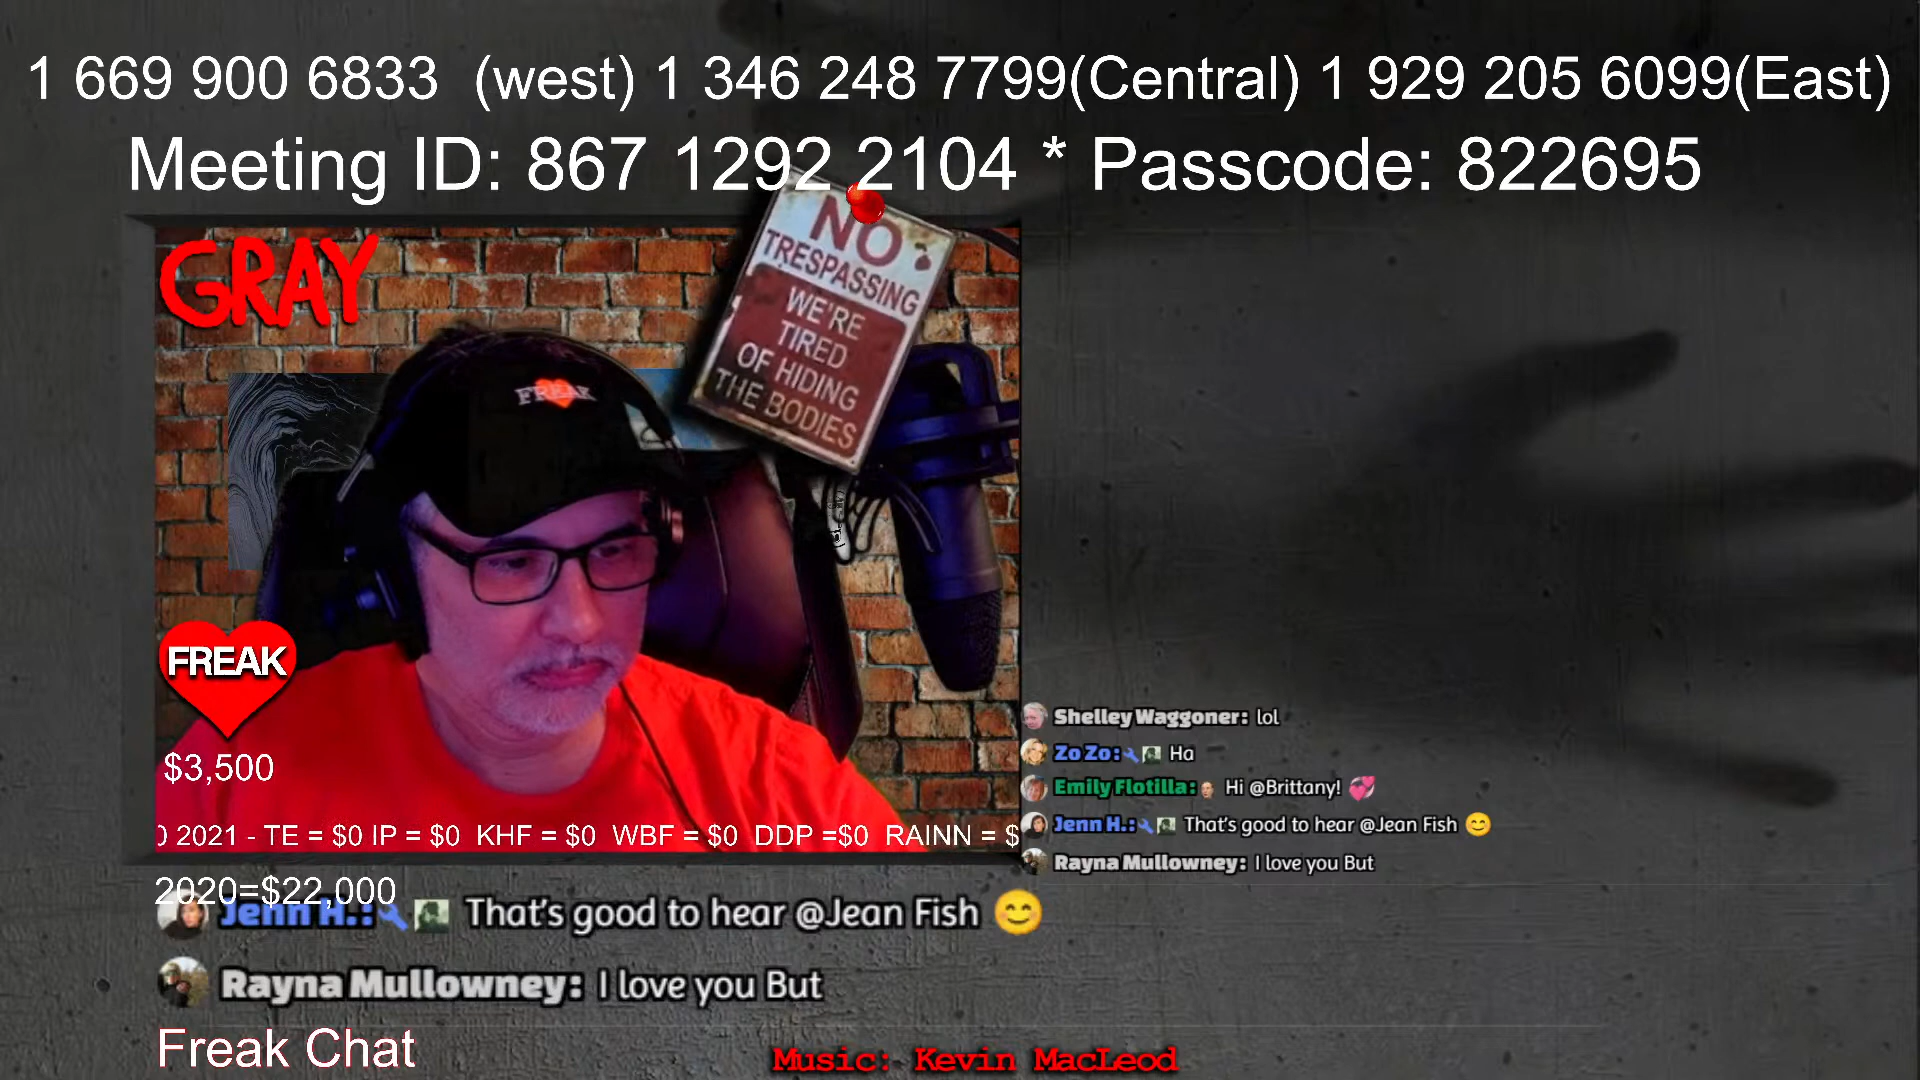 1 669 900 6833 (west) 1 346 248 7799(Central) 1 929 205 6099(East)
Meeting ID: 867 1292 2104 * Passcode: 822695
GRAY
NO
TRESPASSING
WE'RE
TIRED
OF HIDING
THE BODIES
FREAK
FREAK
$3,500
2021 - TE = $0 IP = $0 KHF = $0 WBF = $0 DDP =$0 RAINN = $
2020=$22,000
Shelley Waggoner: lol
Zo Zo: Ha
Emily Flotilla: Hi @Brittany! 💞
Jenn H.: That's good to hear @Jean Fish 😊
Rayna Mullowney: I love you But
Jenn H.: That's good to hear @Jean Fish 😊
Rayna Mullowney: I love you But
Freak Chat
Music: Kevin MacLeod